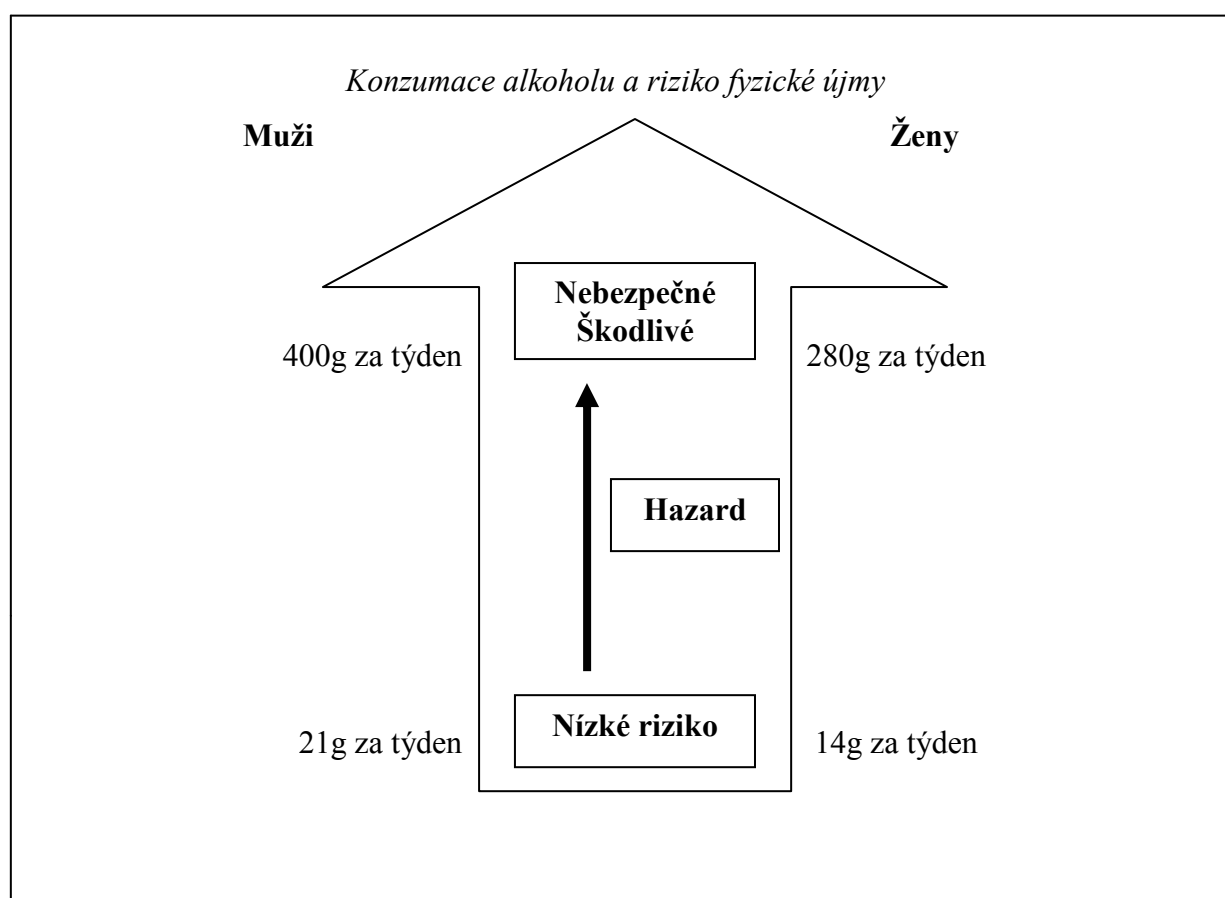 Konzumace alkoholu a riziko fyzické újmy
Muži
Ženy
Nebezpečné
Škodlivé
400g za týden
280g za týden
Hazard
Nízké riziko
21g za týden
14g za týden